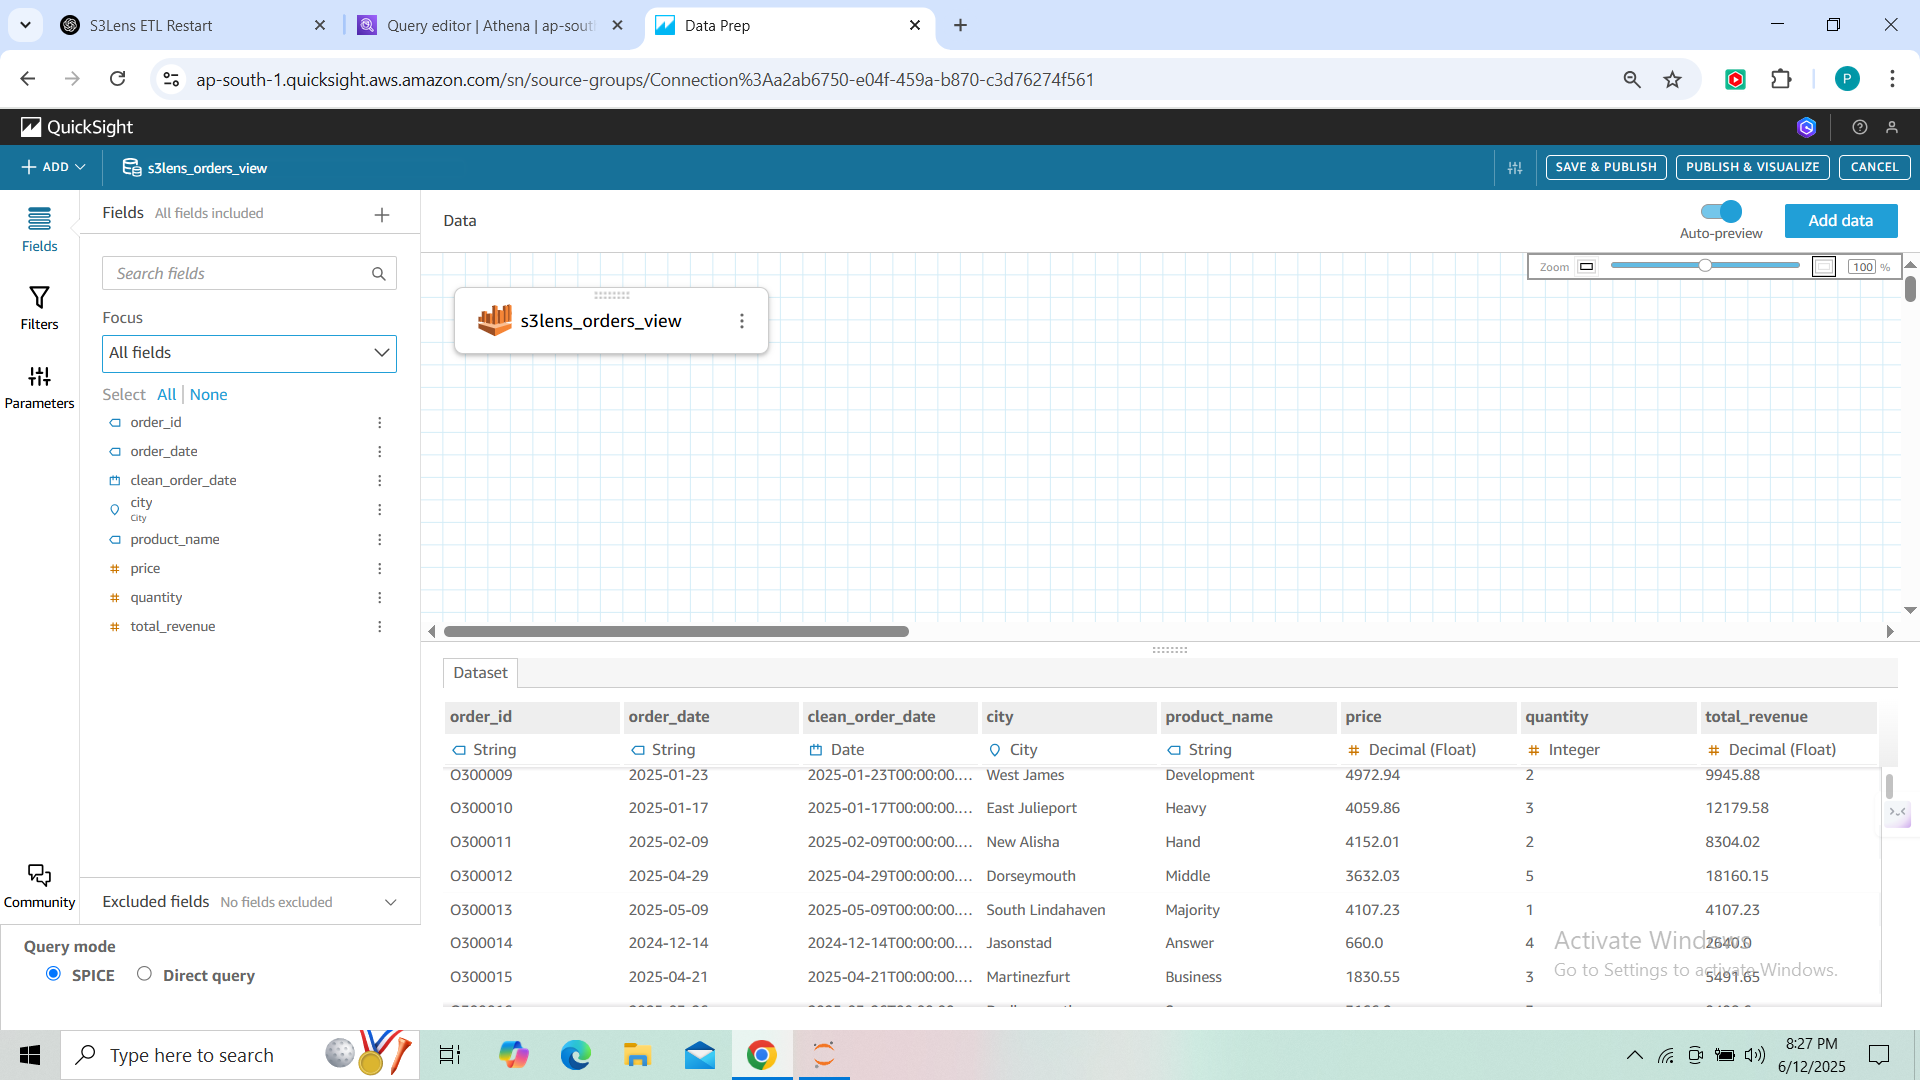 S3Lens ETL Restart
Query editor | Athena | ap-sout
Data Prep
ap-south-1.quicksight.aws.amazon.com/sn/source-groups/Connection%3Aa2ab6750-e04f-459a-b870-c3d76274f561
P
QuickSight
ADD
s3lens_orders_view
SAVE & PUBLISH
PUBLISH & VISUALIZE
CANCEL
Fields
Filters
Parameters
Community
Fields All fields included
Search fields
Focus
All fields
Select All | None
order_id
order_date
clean_order_date
city
City
product_name
price
quantity
total_revenue
Excluded fields No fields excluded
Query mode
SPICE
Direct query
Data
Auto-preview
Add data
Zoom 100 %
s3lens_orders_view
Dataset
order_id order_date clean_order_date city product_name price quantity total_revenue
String String Date City String Decimal (Float) Integer Decimal (Float)
O300009 2025-01-23 2025-01-23T00:00:00.... West James Development 4972.94 2 9945.88
O300010 2025-01-17 2025-01-17T00:00:00.... East Julieport Heavy 4059.86 3 12179.58
O300011 2025-02-09 2025-02-09T00:00:00.... New Alisha Hand 4152.01 2 8304.02
O300012 2025-04-29 2025-04-29T00:00:00.... Dorseymouth Middle 3632.03 5 18160.15
O300013 2025-05-09 2025-05-09T00:00:00.... South Lindahaven Majority 4107.23 1 4107.23
O300014 2024-12-14 2024-12-14T00:00:00.... Jasonstad Answer 660.0 4 2640.0
O300015 2025-04-21 2025-04-21T00:00:00.... Martinezfurt Business 1830.55 3 5491.65
Activate Windows
Go to Settings to activate Windows.
Type here to search
8:27 PM
6/12/2025